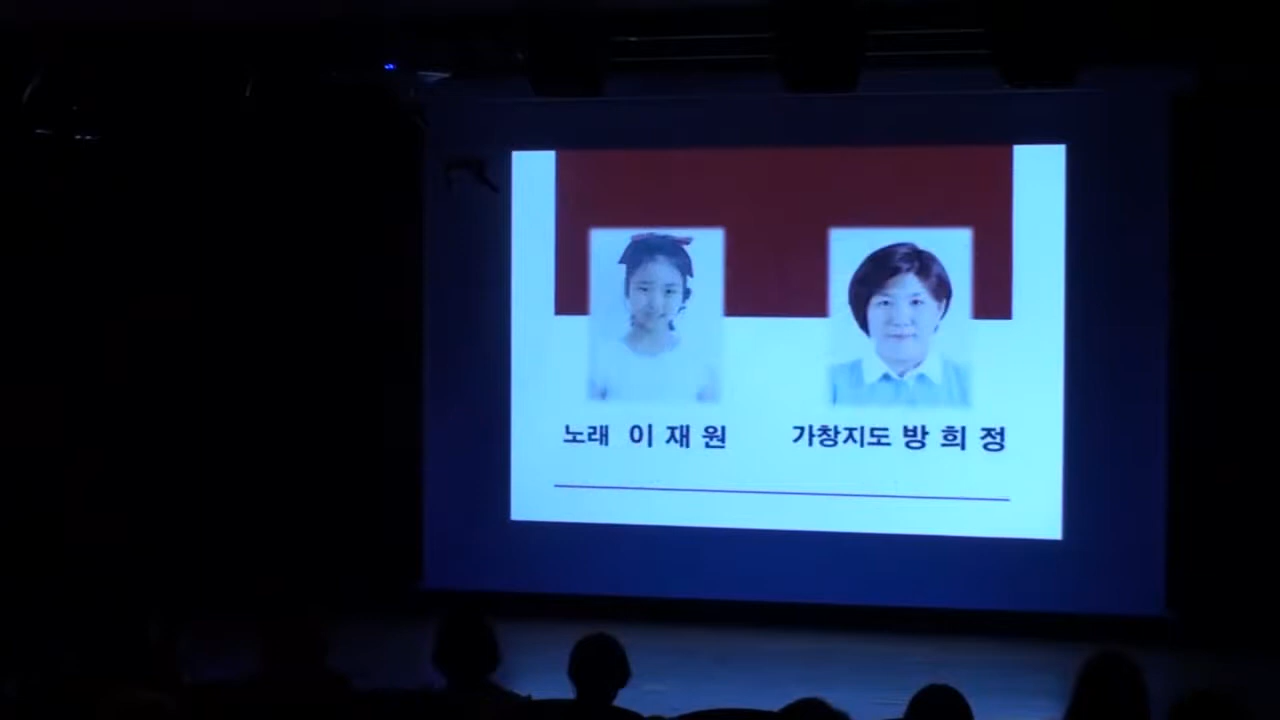 노래 이 재 원 가창지도 방 희 정